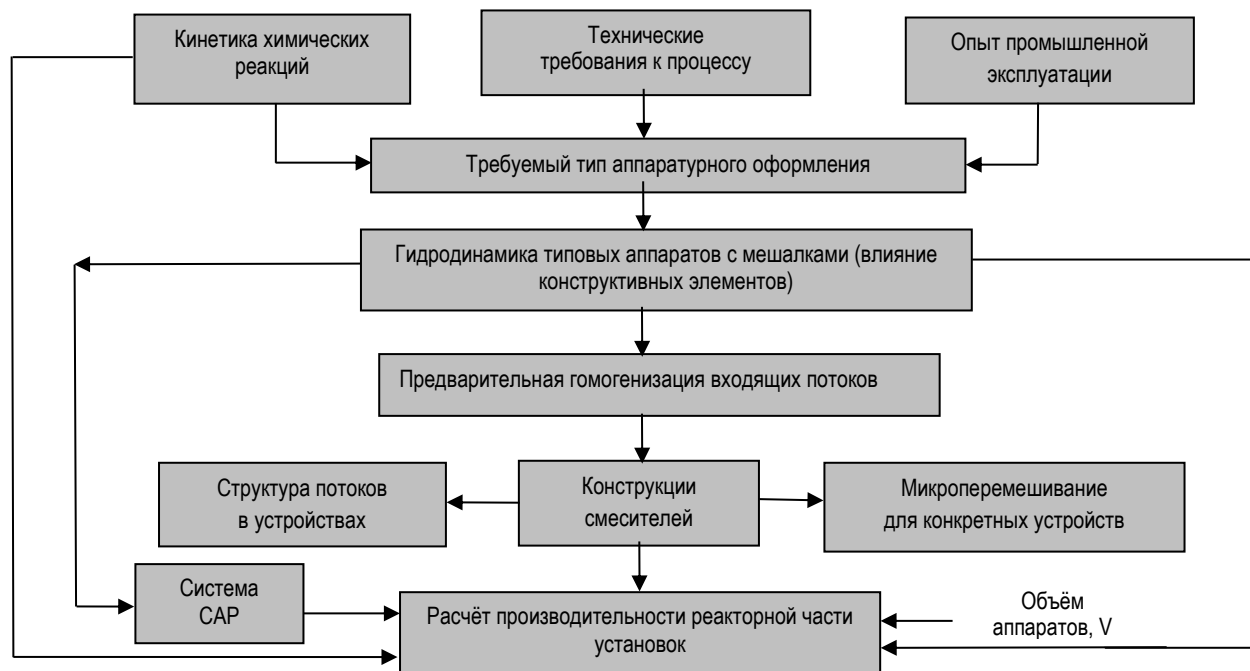 Кинетика химических
реакций
Технические
требования к процессу
Опыт промышленной
эксплуатации
Требуемый тип аппаратурного оформления
Гидродинамика типовых аппаратов с мешалками (влияние
конструктивных элементов)
Предварительная гомогенизация входящих потоков
Структура потоков
в устройствах
Конструкции
смесителей
Микроперемешивание
для конкретных устройств
Система
САР
Расчёт производительности реакторной части
установок
Объём
аппаратов, V